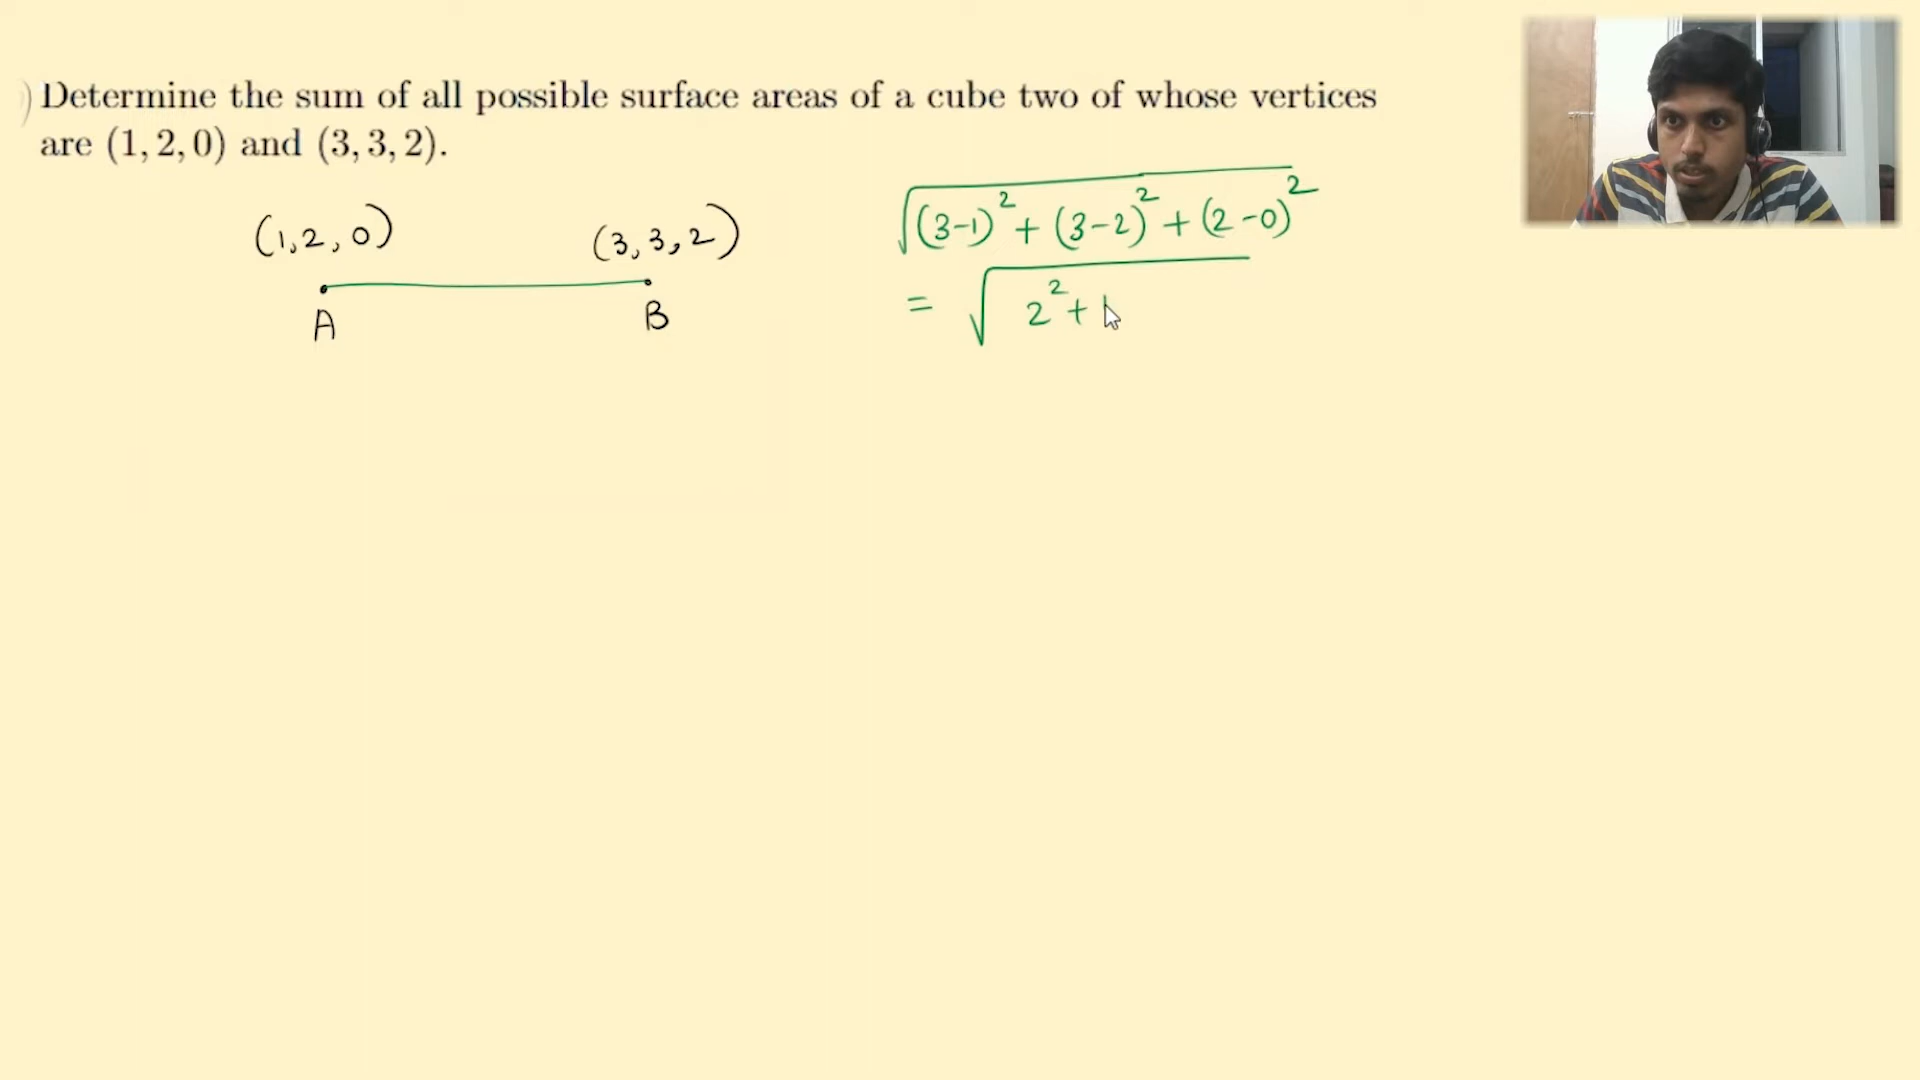 ) Determine the sum of all possible surface areas of a cube two of whose vertices
are (1, 2, 0) and (3, 3, 2).
(1,2,0) (3,3,2)
A B
√((3-1)² + (3-2)² + (2-0)²)
= √(2² +